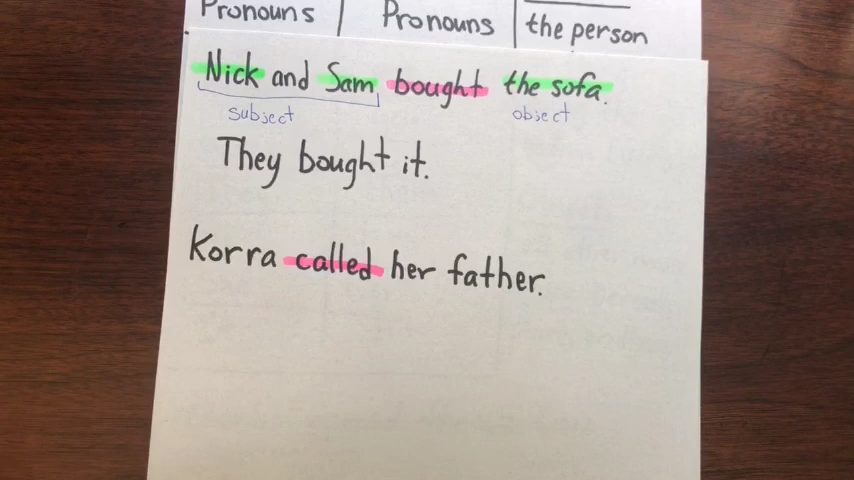 Pronouns Pronouns the person
Nick and Sam bought the sofa.
subject object
They bought it.
Korra called her father.